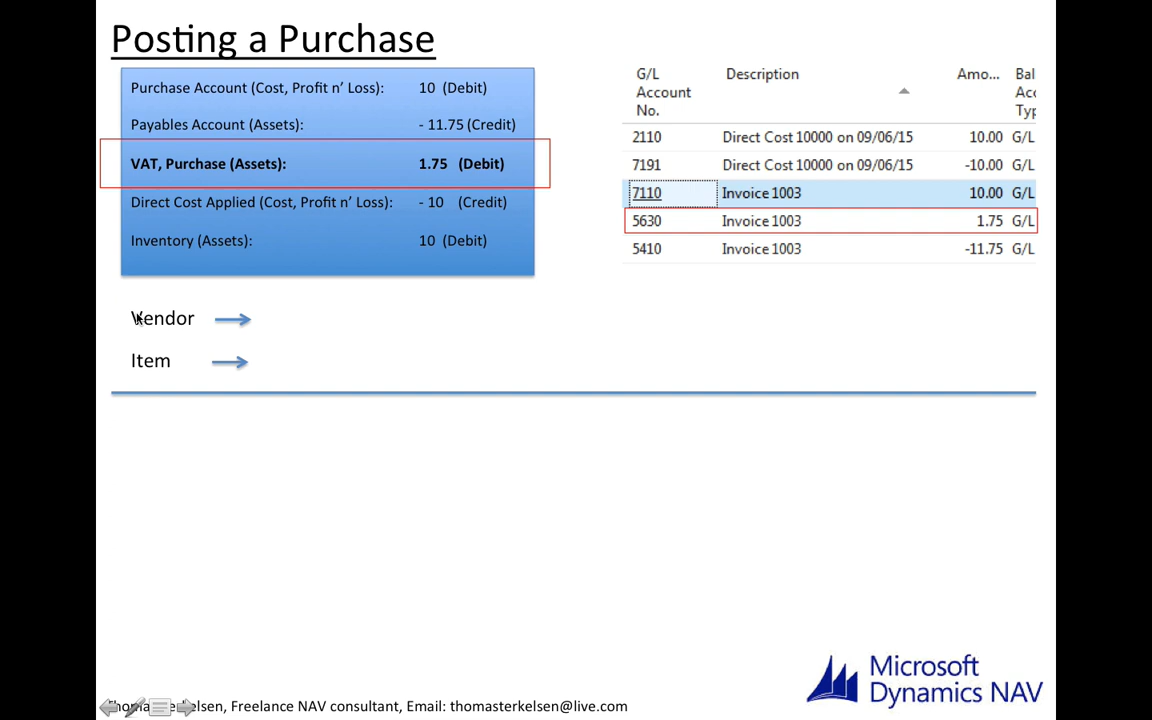 Posting a Purchase
Purchase Account (Cost, Profit n' Loss): 10 (Debit)
Payables Account (Assets): - 11.75 (Credit)
VAT, Purchase (Assets): 1.75 (Debit)
Direct Cost Applied (Cost, Profit n' Loss): - 10 (Credit)
Inventory (Assets): 10 (Debit)
G/L Account No. Description Amo... Bal Acc Typ
2110 Direct Cost 10000 on 09/06/15 10.00 G/L
7191 Direct Cost 10000 on 09/06/15 -10.00 G/L
7110 Invoice 1003 10.00 G/L
5630 Invoice 1003 1.75 G/L
5410 Invoice 1003 -11.75 G/L
Vendor
Item
Microsoft
Dynamics NAV
Freelance NAV consultant, Email: thomasterkelsen@live.com